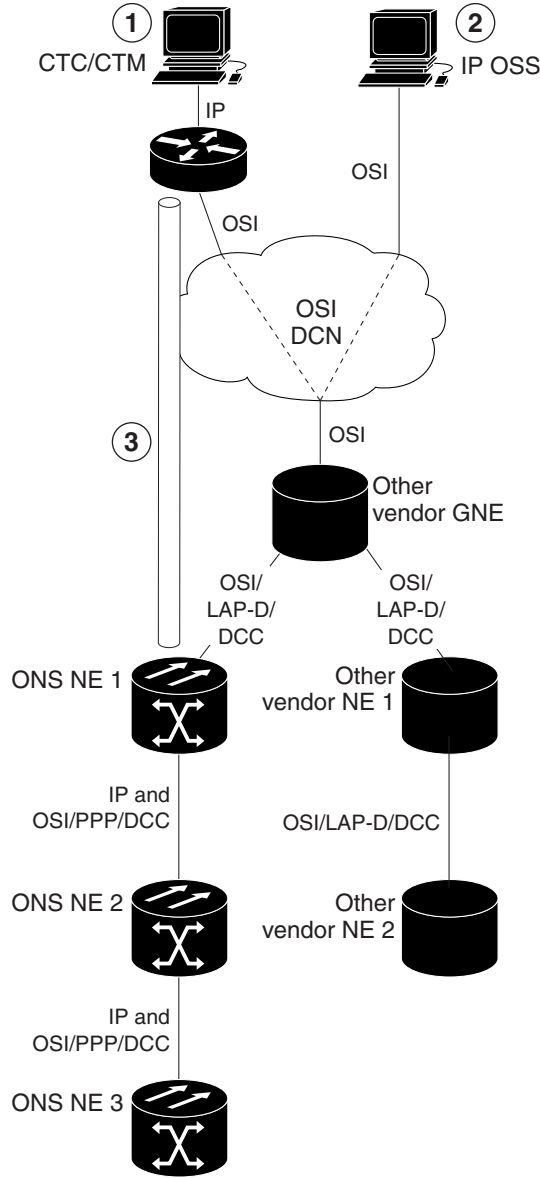 1
2
CTC/CTM
IP OSS
IP
OSI
OSI
OSI
DCN
3
OSI
Other
vendor GNE
OSI/
LAP-D/
DCC
OSI/
LAP-D/
DCC
ONS NE 1
Other
vendor NE 1
IP and
OSI/PPP/DCC
OSI/LAP-D/DCC
ONS NE 2
Other
vendor NE 2
IP and
OSI/PPP/DCC
ONS NE 3